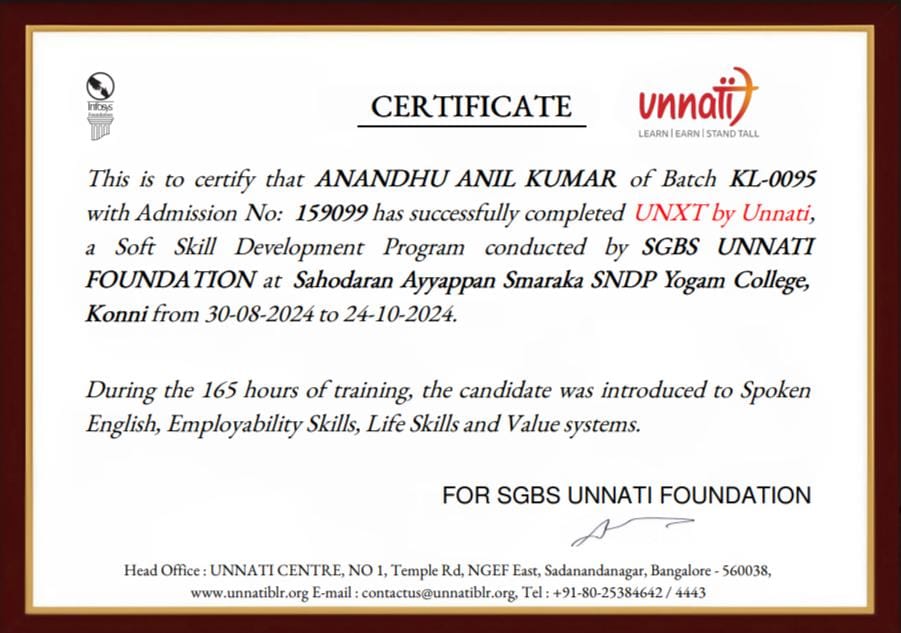 Infosys
Foundation
CERTIFICATE
unnati
LEARN | EARN | STAND TALL
This is to certify that ANANDHU ANIL KUMAR of Batch KL-0095
with Admission No: 159099 has successfully completed UNXT by Unnati,
a Soft Skill Development Program conducted by SGBS UNNATI
FOUNDATION at Sahodaran Ayyappan Smaraka SNDP Yogam College,
Konni from 30-08-2024 to 24-10-2024.
During the 165 hours of training, the candidate was introduced to Spoken
English, Employability Skills, Life Skills and Value systems.
FOR SGBS UNNATI FOUNDATION
Head Office : UNNATI CENTRE, NO 1, Temple Rd, NGEF East, Sadanandanagar, Bangalore - 560038,
www.unnatiblr.org E-mail : contactus@unnatiblr.org, Tel : +91-80-25384642 / 4443